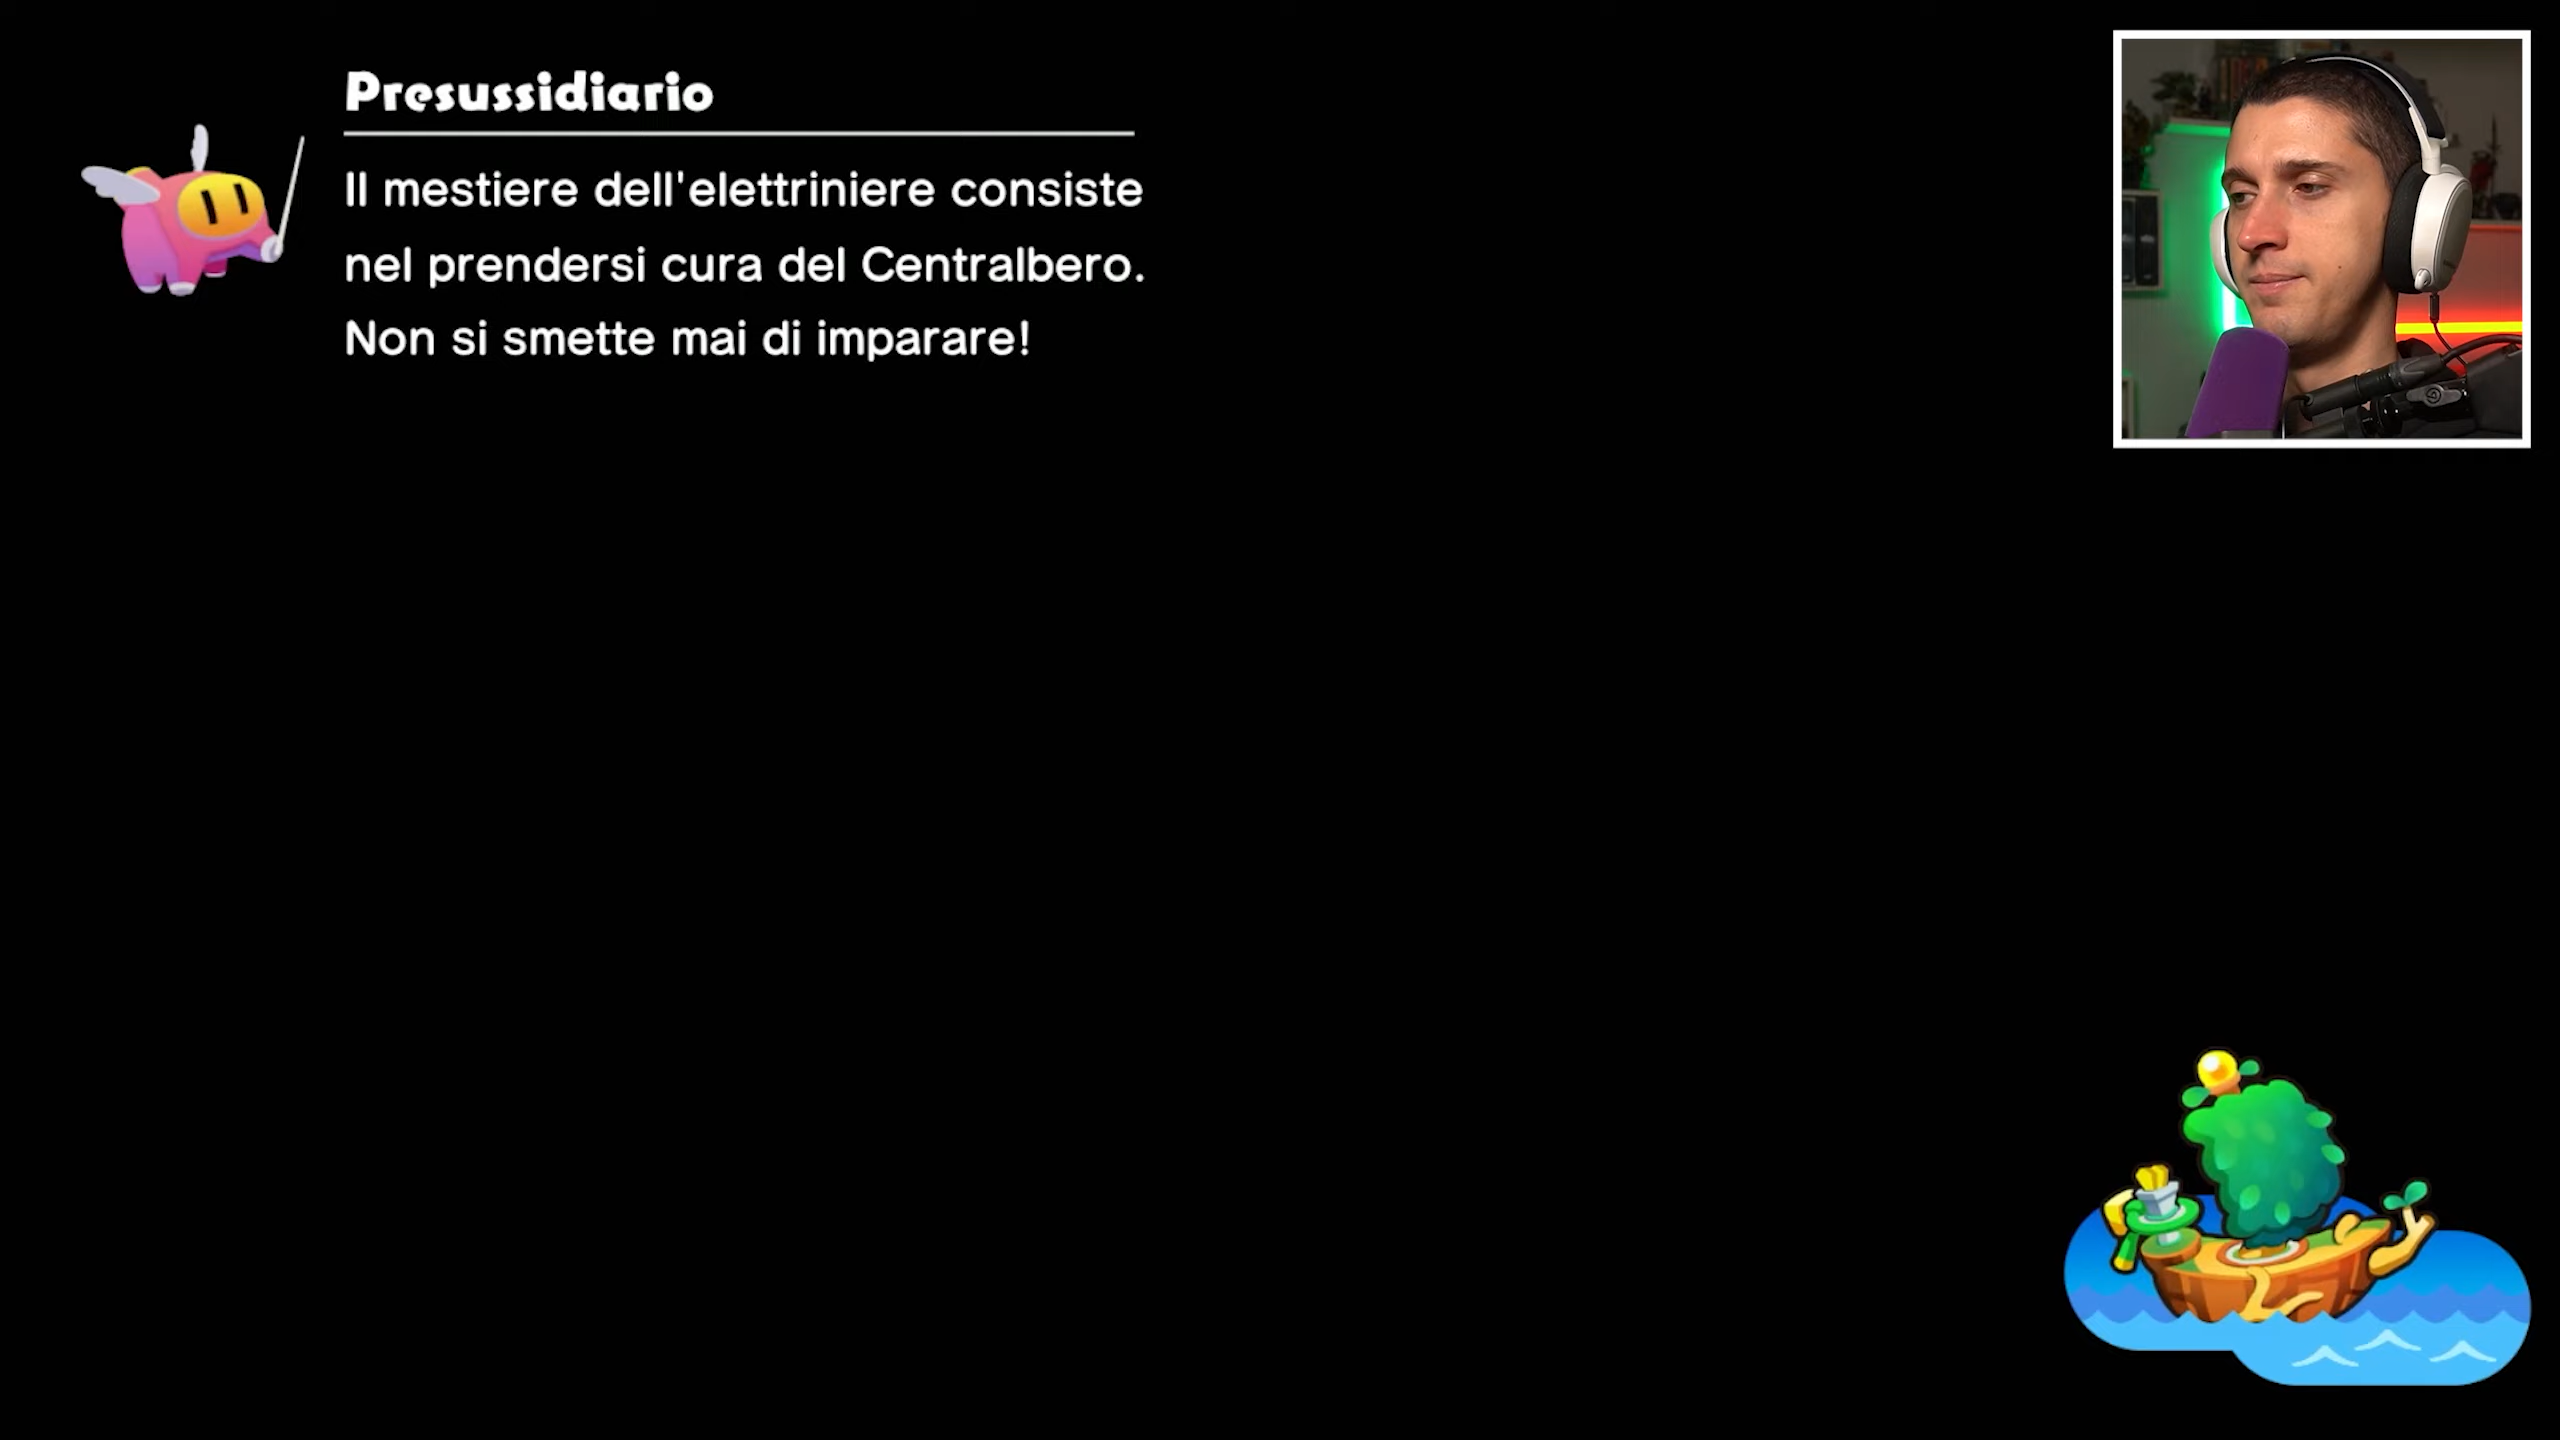 Presussidiario
Il mestiere dell'elettriniere consiste
nel prendersi cura del Centralbero.
Non si smette mai di imparare!